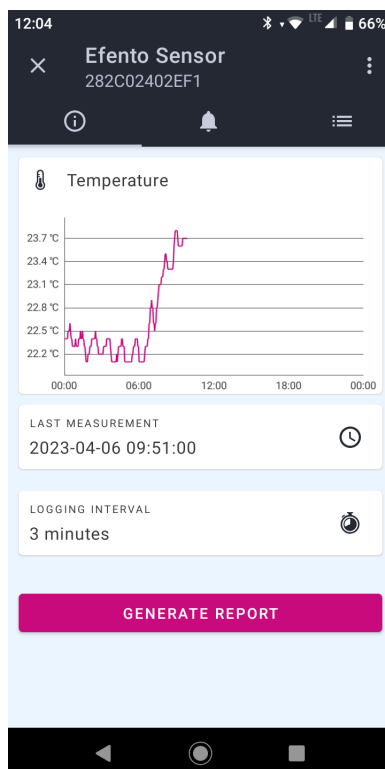 12:04 LTE 66%
Efento Sensor
282C02402EF1
Temperature
23.7 °C
23.4 °C
23.1 °C
22.8 °C
22.5 °C
22.2 °C
00:00 06:00 12:00 18:00 00:00
LAST MEASUREMENT
2023-04-06 09:51:00
LOGGING INTERVAL
3 minutes
GENERATE REPORT